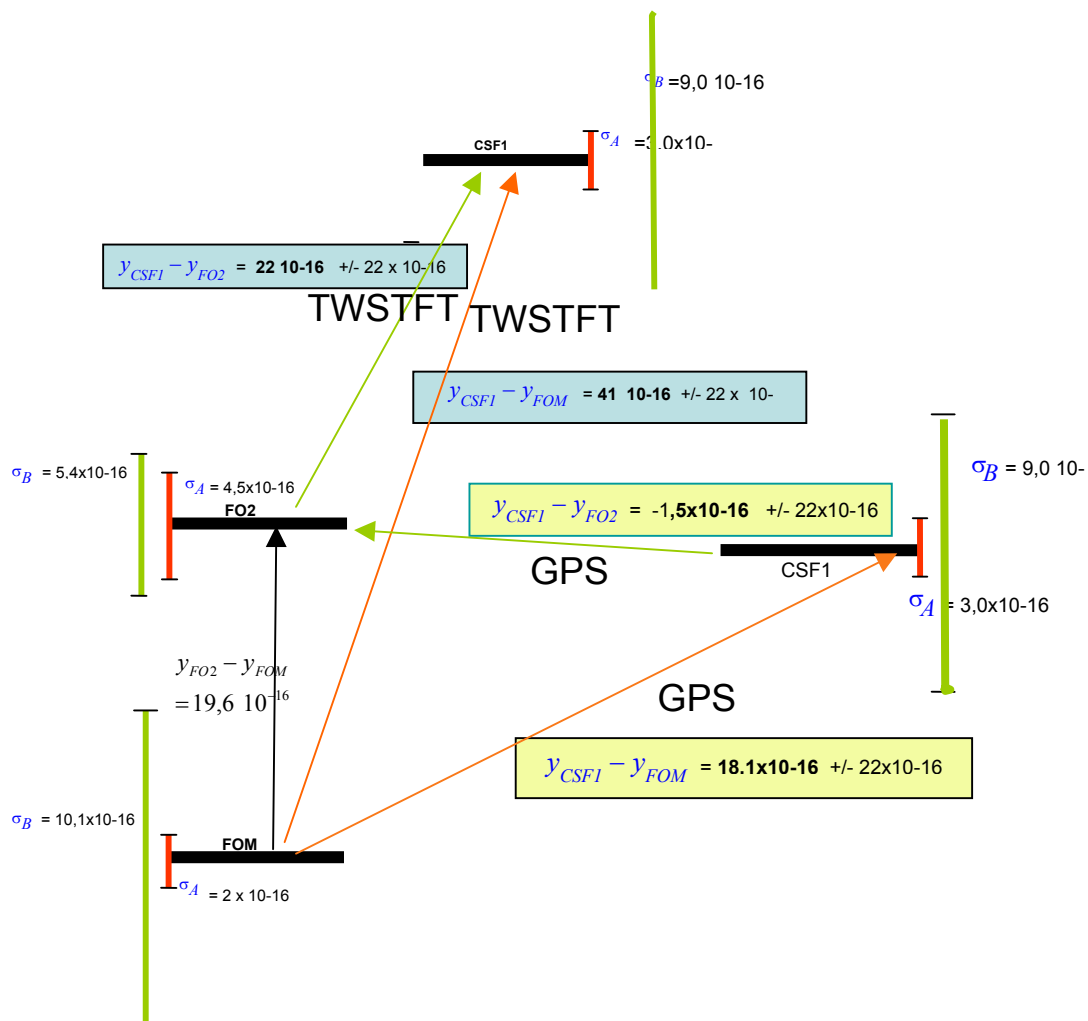 σB =9,0 10-16
CSF1
σA =3,0x10-
yCSF1 − yFO2 = 22 10-16 +/- 22 x 10-16
TWSTFT TWSTFT
yCSF1 − yFOM = 41 10-16 +/- 22 x 10-
σB = 5.4x10-16
σA = 4,5x10-16
FO2
σB = 9,0 10-
yCSF1 − yFO2 = -1,5x10-16 +/- 22x10-16
GPS
CSF1
σA = 3,0x10-16
yFO2 − yFOM
= 19,6 10^−16
GPS
yCSF1 − yFOM = 18.1x10-16 +/- 22x10-16
σB = 10,1x10-16
FOM
σA = 2 x 10-16